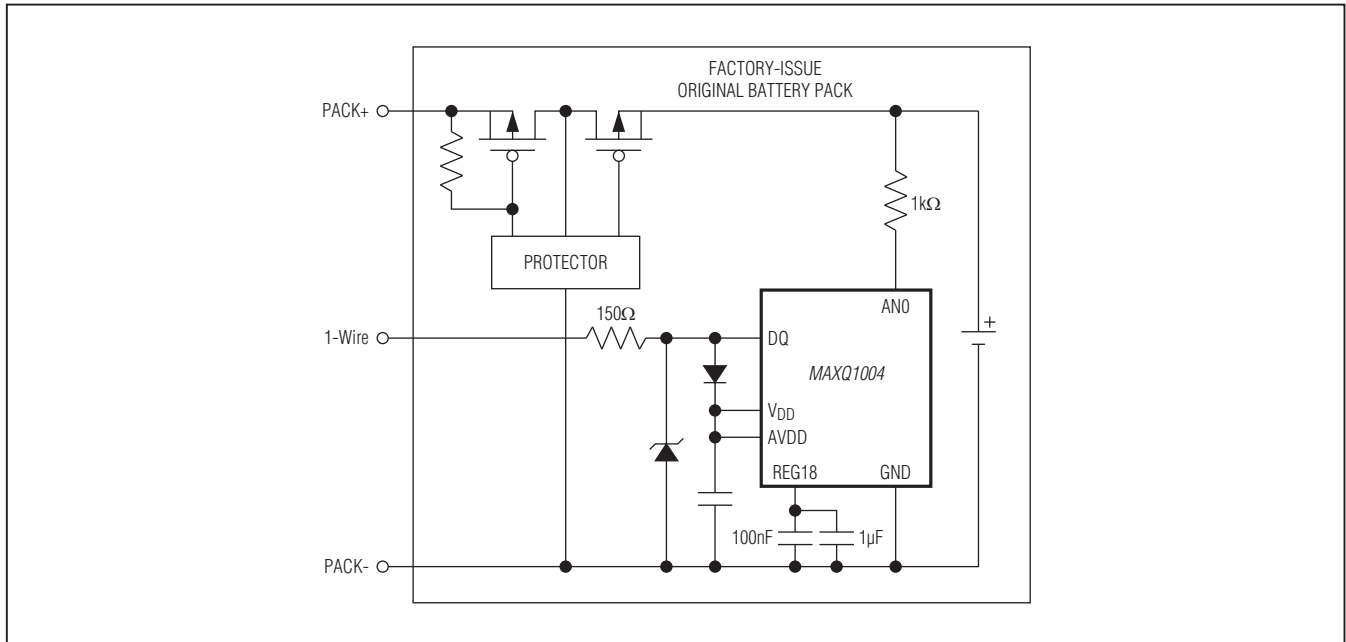 FACTORY-ISSUE
ORIGINAL BATTERY PACK
PACK+
1kΩ
PROTECTOR
AN0
150Ω
+
1-Wire
DQ
MAXQ1004
VDD
AVDD
REG18
GND
100nF
1µF
PACK-